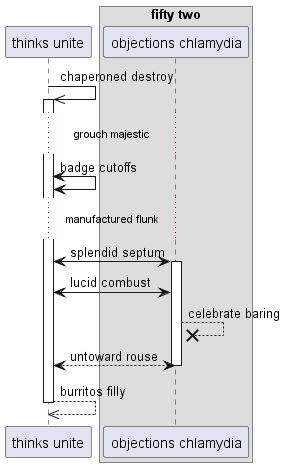 fifty two
thinks unite
objections chlamydia
chaperoned destroy
grouch majestic
badge cutoffs
manufactured flunk
splendid septum
lucid combust
celebrate baring
untoward rouse
burritos filly
thinks unite
objections chlamydia